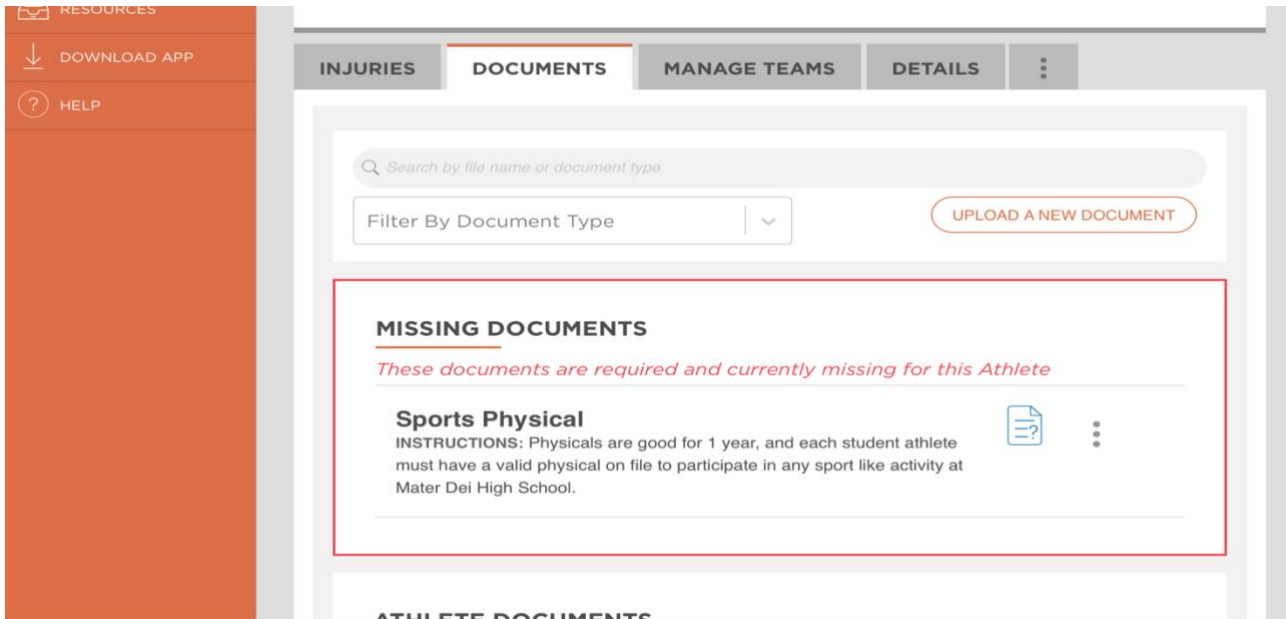 RESOURCES
DOWNLOAD APP
? HELP
INJURIES DOCUMENTS MANAGE TEAMS DETAILS
Search by file name or document type
Filter By Document Type
UPLOAD A NEW DOCUMENT
MISSING DOCUMENTS
These documents are required and currently missing for this Athlete
Sports Physical
INSTRUCTIONS: Physicals are good for 1 year, and each student athlete
must have a valid physical on file to participate in any sport like activity at
Mater Dei High School.
?
ATHLETE DOCUMENTS